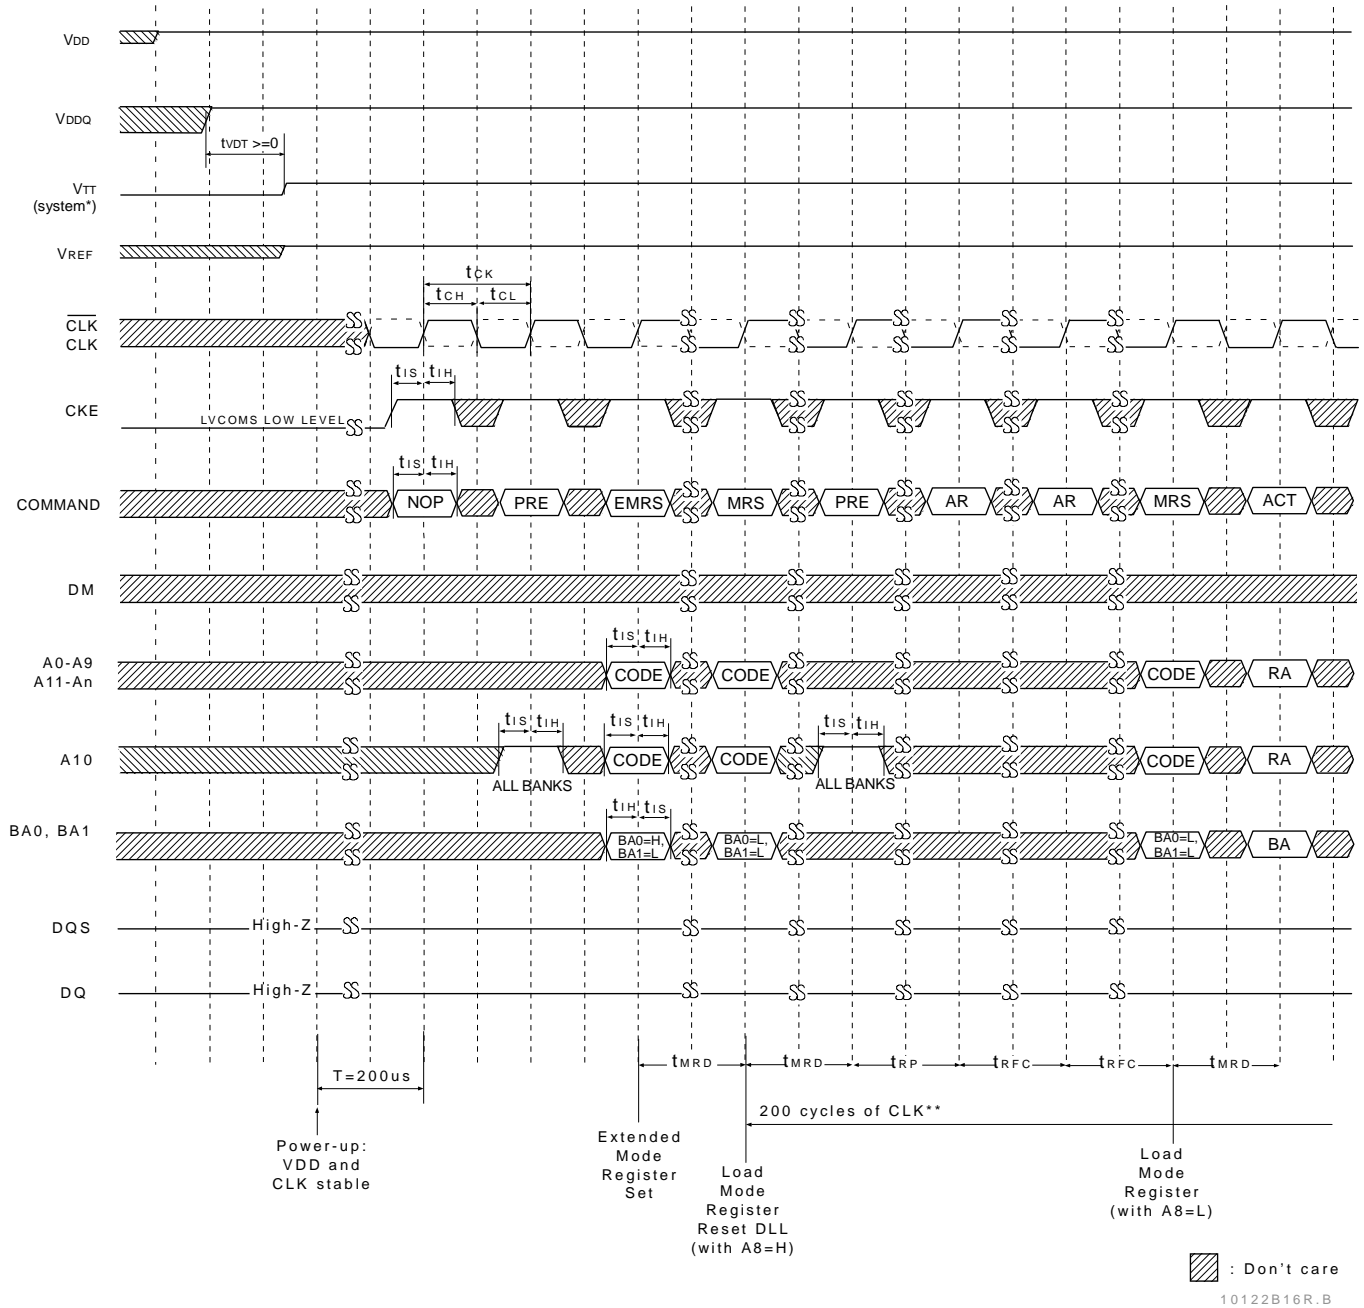 VDD
VDDQ
tVDT >=0
VTT
(system*)
VREF
tCK
tCH
tCL
CLK
CLK
tIS
tIH
CKE
LVCOMS LOW LEVEL
tIS
tIH
COMMAND
NOP
PRE
EMRS
MRS
PRE
AR
AR
MRS
ACT
DM
tIS
tIH
A0-A9
A11-An
CODE
CODE
CODE
RA
tIS
tIH
tIS
tIH
tIS
tIH
A10
CODE
CODE
CODE
RA
ALL BANKS
ALL BANKS
tIH
tIS
BA0, BA1
BA0=H,
BA1=L
BA0=L,
BA1=L
BA0=L,
BA1=L
BA
DQS
High-Z
DQ
High-Z
tMRD
tMRD
tRP
tRFC
tRFC
tMRD
T=200us
200 cycles of CLK**
Power-up:
VDD and
CLK stable
Extended
Mode
Register
Set
Load
Mode
Register
Reset DLL
(with A8=H)
Load
Mode
Register
(with A8=L)
: Don't care
10122B16R.B